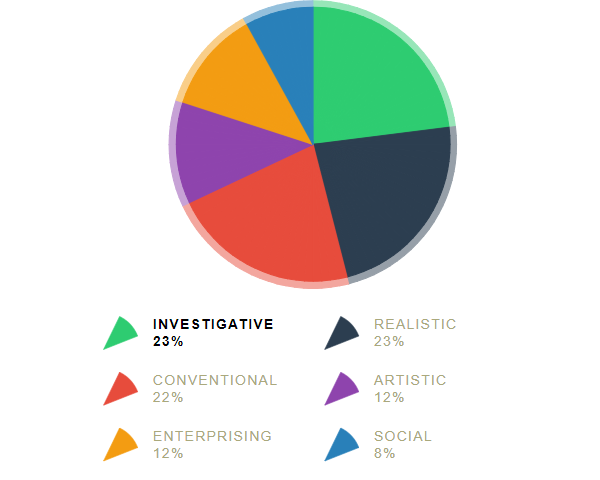 INVESTIGATIVE
23%
REALISTIC
23%
CONVENTIONAL
22%
ARTISTIC
12%
ENTERPRISING
12%
SOCIAL
8%